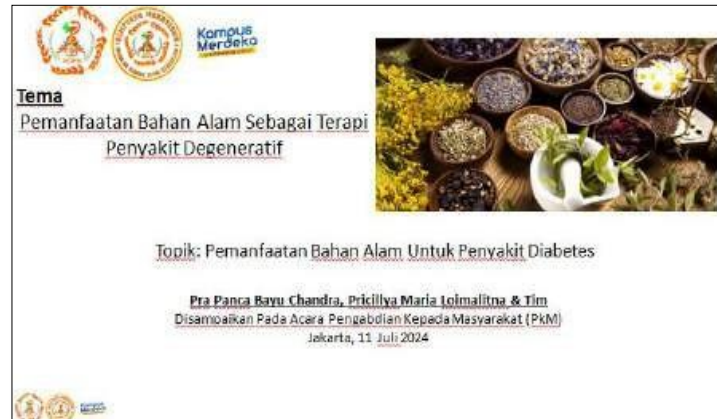 Kampus
Merdeka
Tema
Pemanfaatan Bahan Alam Sebagai Terapi
Penyakit Degeneratif
Topik: Pemanfaatan Bahan Alam Untuk Penyakit Diabetes
Pra Panca Bayu Chandra, Pricillya Maria Loimalitna & Tim
Disampaikan Pada Acara Pengabdian Kepada Masyarakat (PkM)
Jakarta, 11 Juli 2024